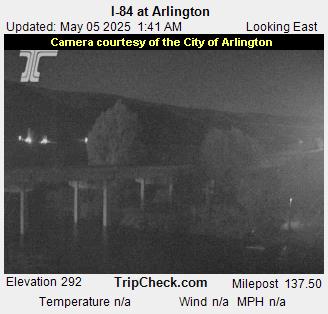 I-84 at Arlington
Updated: May 05 2025 1:41 AM Looking East
Camera courtesy of the City of Arlington
Elevation 292 TripCheck.com Milepost 137.50
Temperature n/a Wind n/a MPH n/a